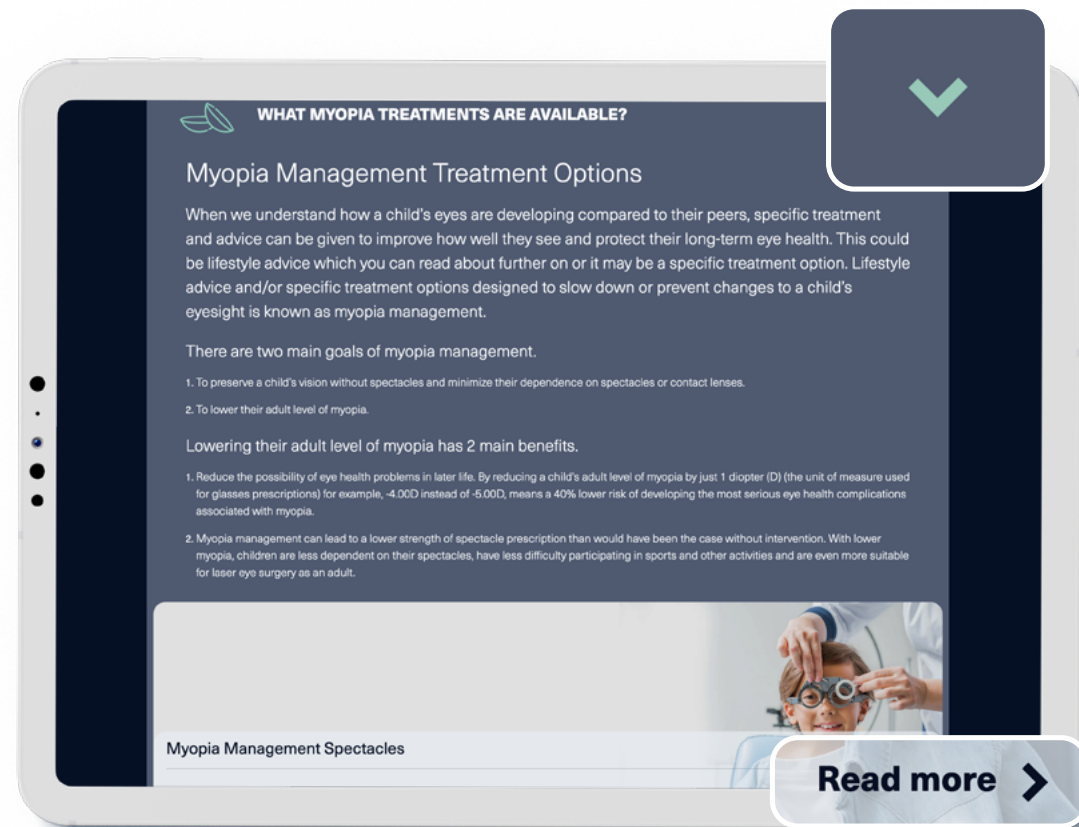 WHAT MYOPIA TREATMENTS ARE AVAILABLE?
Myopia Management Treatment Options
When we understand how a child's eyes are developing compared to their peers, specific treatment
and advice can be given to improve how well they see and protect their long-term eye health. This could
be lifestyle advice which you can read about further on or it may be a specific treatment option. Lifestyle
advice and/or specific treatment options designed to slow down or prevent changes to a child's
eyesight is known as myopia management.
There are two main goals of myopia management.
1. To preserve a child's vision without spectacles and minimize their dependence on spectacles or contact lenses.
2. To lower their adult level of myopia.
Lowering their adult level of myopia has 2 main benefits.
1. Reduce the possibility of eye health problems in later life. By reducing a child's adult level of myopia by just 1 diopter (D) (the unit of measure used
for glasses prescriptions) for example, -4.00D instead of -5.00D, means a 40% lower risk of developing the most serious eye health complications
associated with myopia.
2. Myopia management can lead to a lower strength of spectacle prescription than would have been the case without intervention. With lower
myopia, children are less dependent on their spectacles, have less difficulty participating in sports and other activities and are even more suitable
for laser eye surgery as an adult.
Myopia Management Spectacles
Read more